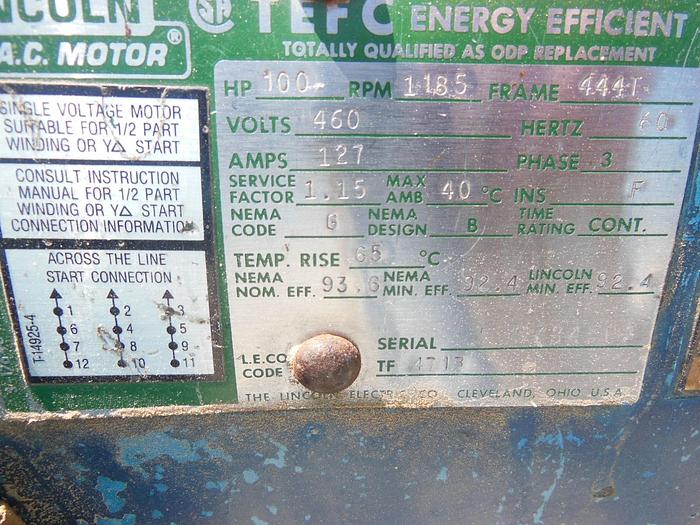 NCOLN
A.C. MOTOR®
SA TEFC ENERGY EFFICIENT
TOTALLY QUALIFIED AS ODP REPLACEMENT
SINGLE VOLTAGE MOTOR
SUITABLE FOR 1/2 PART
WINDING OR Y∆ START
CONSULT INSTRUCTION
MANUAL FOR 1/2 PART
WINDING OR Y∆ START
CONNECTION INFORMATION
ACROSS THE LINE
START CONNECTION
1 2 3
6 4 5
7 8 9
12 10 11
T-14925-4
HP 100 RPM 1185 FRAME 444T
VOLTS 460 HERTZ 60
AMPS 127 PHASE 3
SERVICE FACTOR 1.15 MAX AMB 40 °C INS F
NEMA CODE G NEMA DESIGN B TIME RATING CONT.
TEMP. RISE 65 °C
NEMA NOM. EFF. 93.6 NEMA MIN. EFF. 92.4 LINCOLN MIN. EFF. 92.4
SERIAL
L.E.CO. CODE TF 4713
THE LINCOLN ELECTRIC CO. CLEVELAND, OHIO U.S.A.